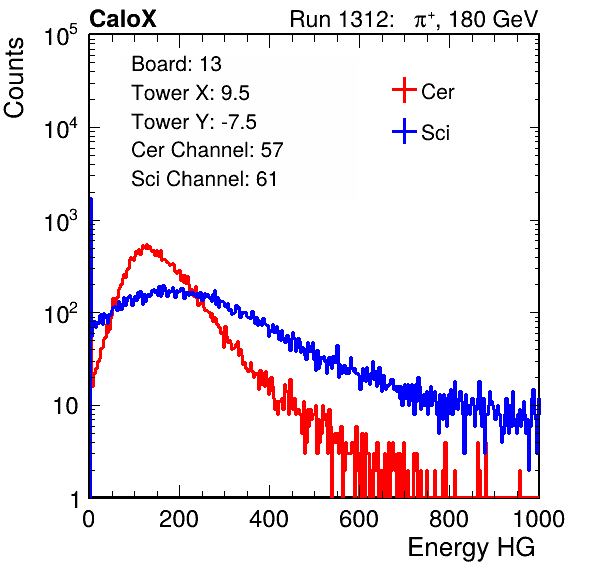 CaloX Run 1312: π⁺, 180 GeV
Counts
Board: 13
Tower X: 9.5
Tower Y: -7.5
Cer Channel: 57
Sci Channel: 61
Cer
Sci
10⁵
10⁴
10³
10²
10
1
0 200 400 600 800 1000
Energy HG